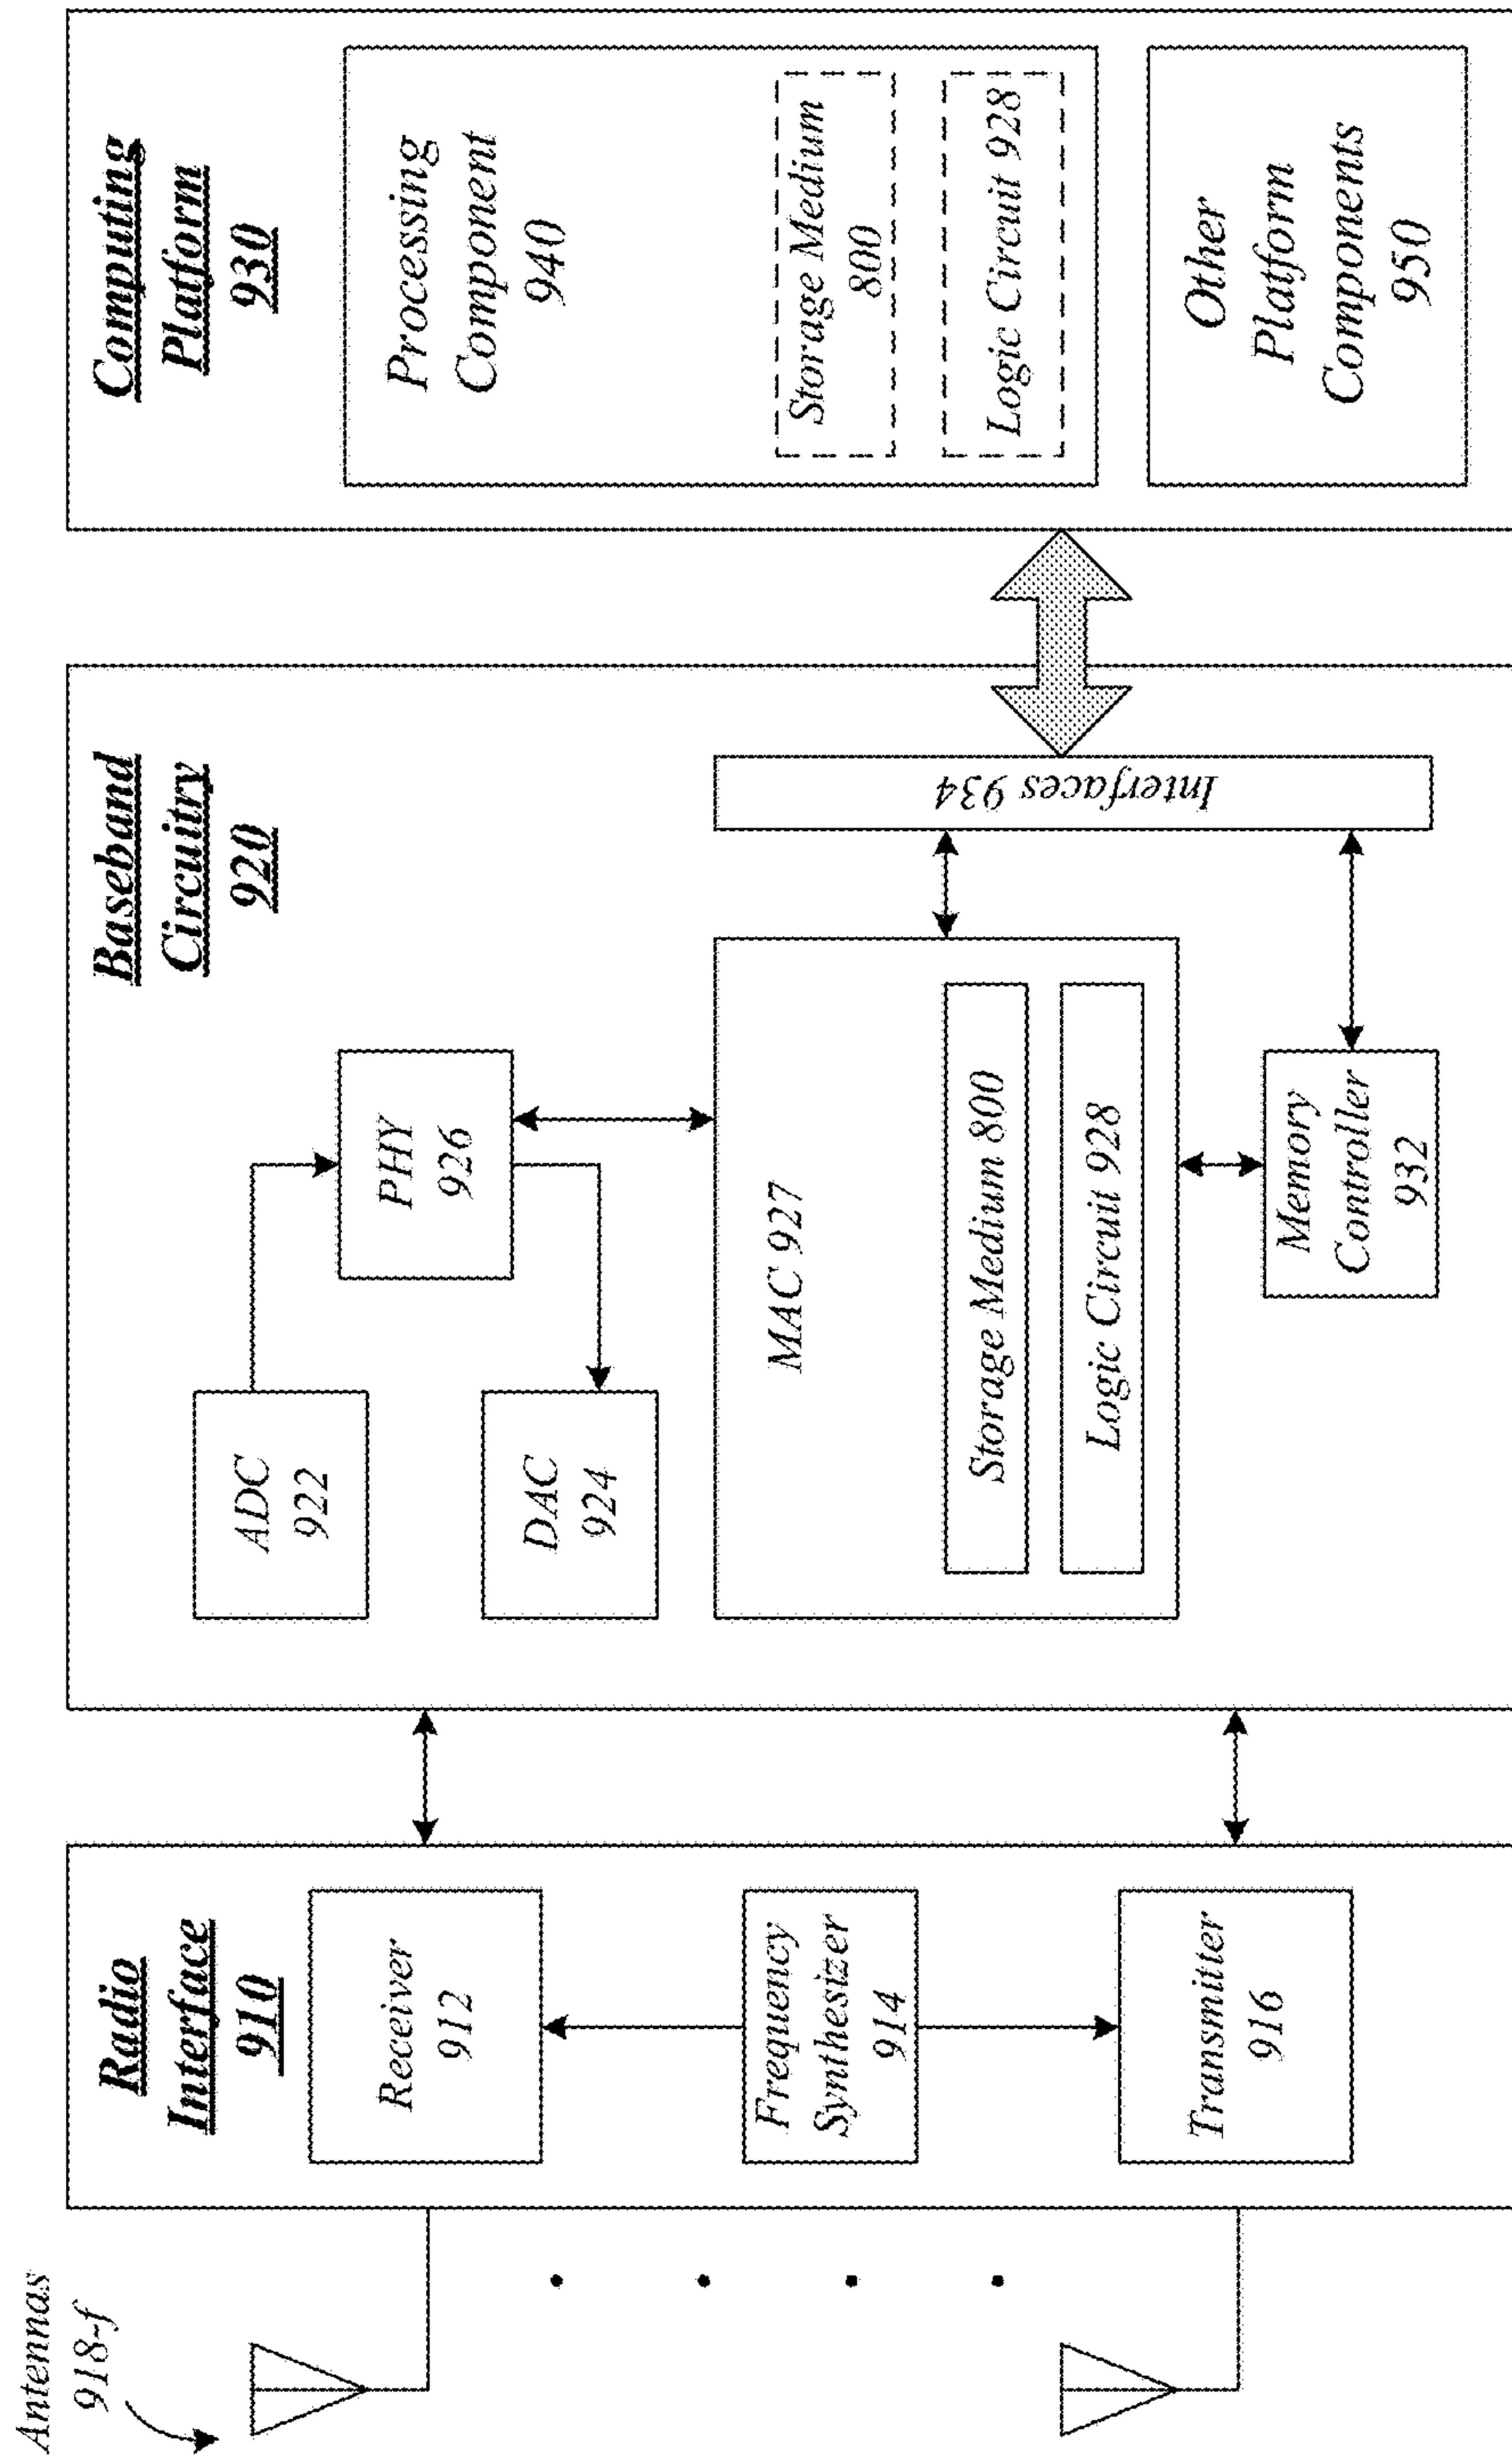 Antennas
918-f
Radio
Interface
910
Receiver
912
Frequency
Synthesizer
914
Transmitter
916
Baseband
Circuitry
920
ADC
922
PHY
926
DAC
924
MAC 927
Storage Medium 800
Logic Circuit 928
Memory
Controller
932
Interfaces 934
Computing
Platform
930
Processing
Component
940
Storage Medium
800
Logic Circuit 928
Other
Platform
Components
950